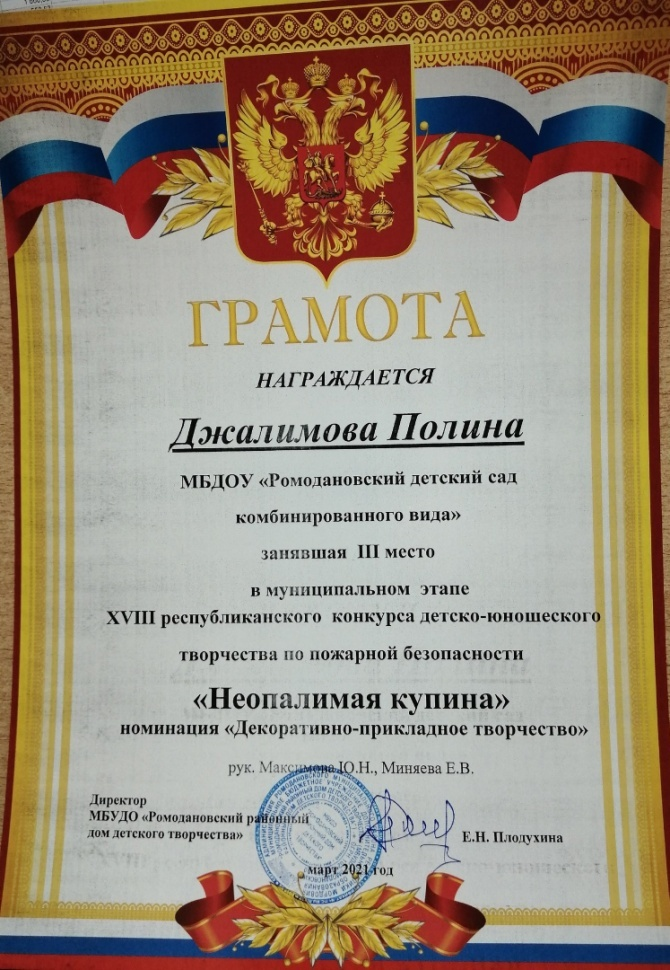 ГРАМОТА
НАГРАЖДАЕТСЯ
Джалимова Полина
МБДОУ «Ромодановский детский сад
комбинированного вида»
занявшая III место
в муниципальном этапе
XVIII республиканского конкурса детско-юношеского
творчества по пожарной безопасности
«Неопалимая купина»
номинация «Декоративно-прикладное творчество»
рук. Максимова Ю.Н., Миняева Е.В.
Директор
МБУДО «Ромодановский районный
дом детского творчества»
Е.Н. Плодухина
март 2021 год